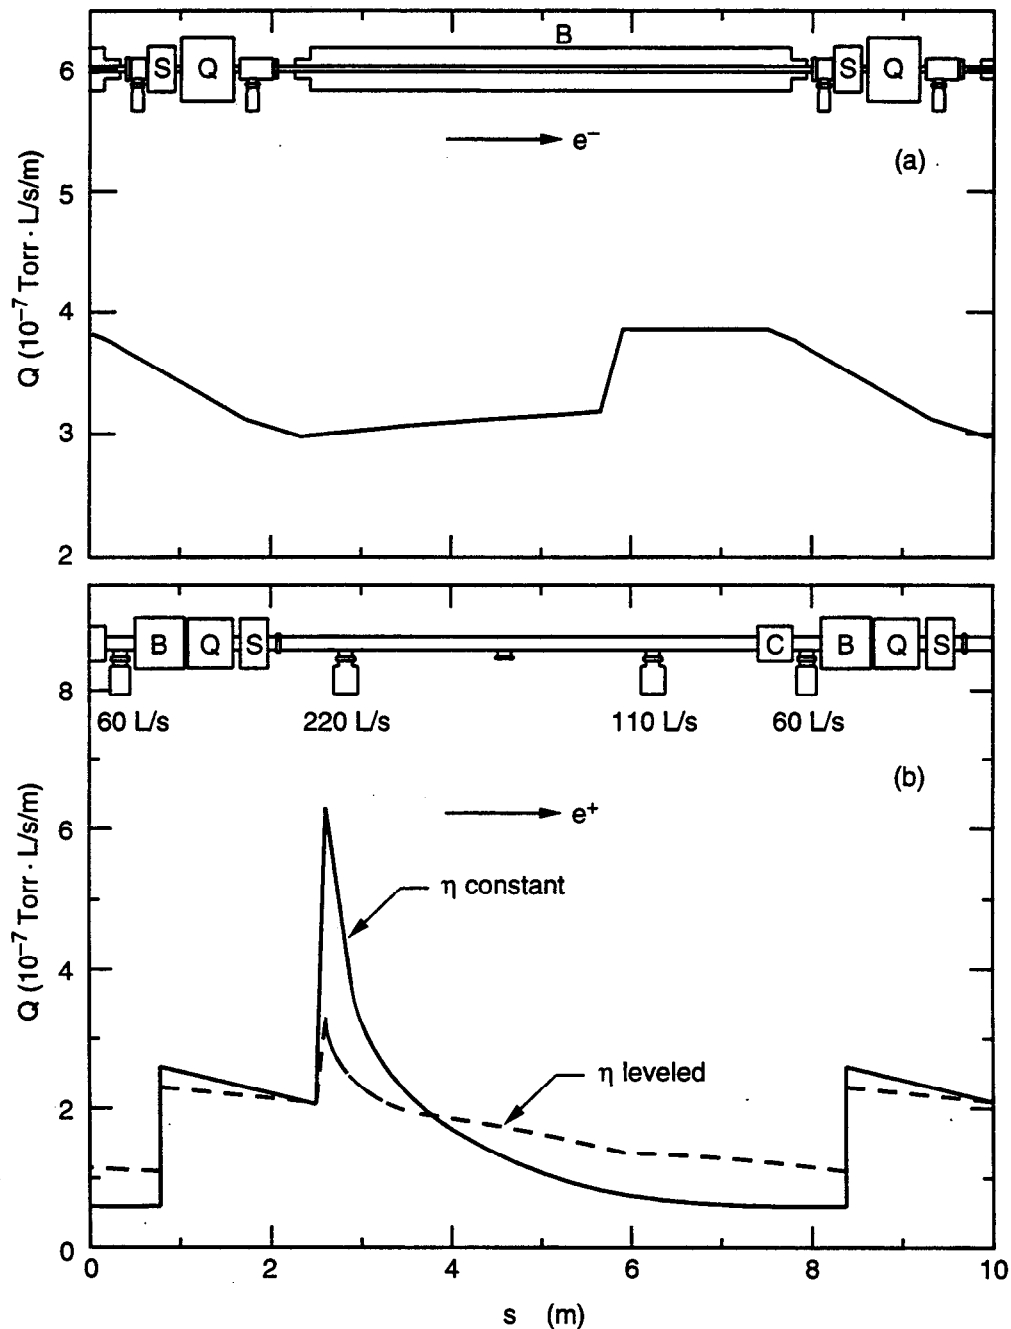 B
S Q S Q
6
e⁻
(a)
5
4
3
2
Q (10⁻⁷ Torr · L/s/m)
B Q S C B Q S
60 L/s 220 L/s 110 L/s 60 L/s
8
(b)
e⁺
6
η constant
4
η leveled
2
0
Q (10⁻⁷ Torr · L/s/m)
0 2 4 6 8 10
s (m)